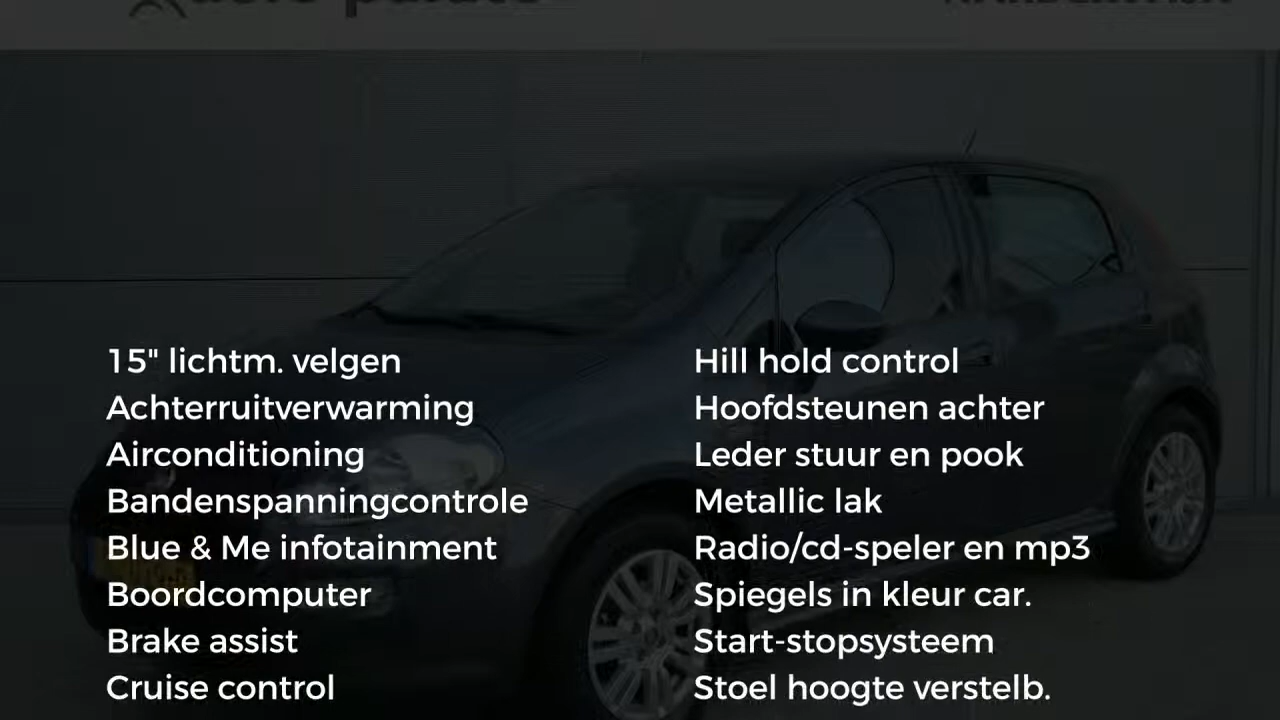 15" lichtm. velgen
Achterruitverwarming
Airconditioning
Bandenspanningcontrole
Blue & Me infotainment
Boordcomputer
Brake assist
Cruise control
Hill hold control
Hoofdsteunen achter
Leder stuur en pook
Metallic lak
Radio/cd-speler en mp3
Spiegels in kleur car.
Start-stopsysteem
Stoel hoogte verstelb.